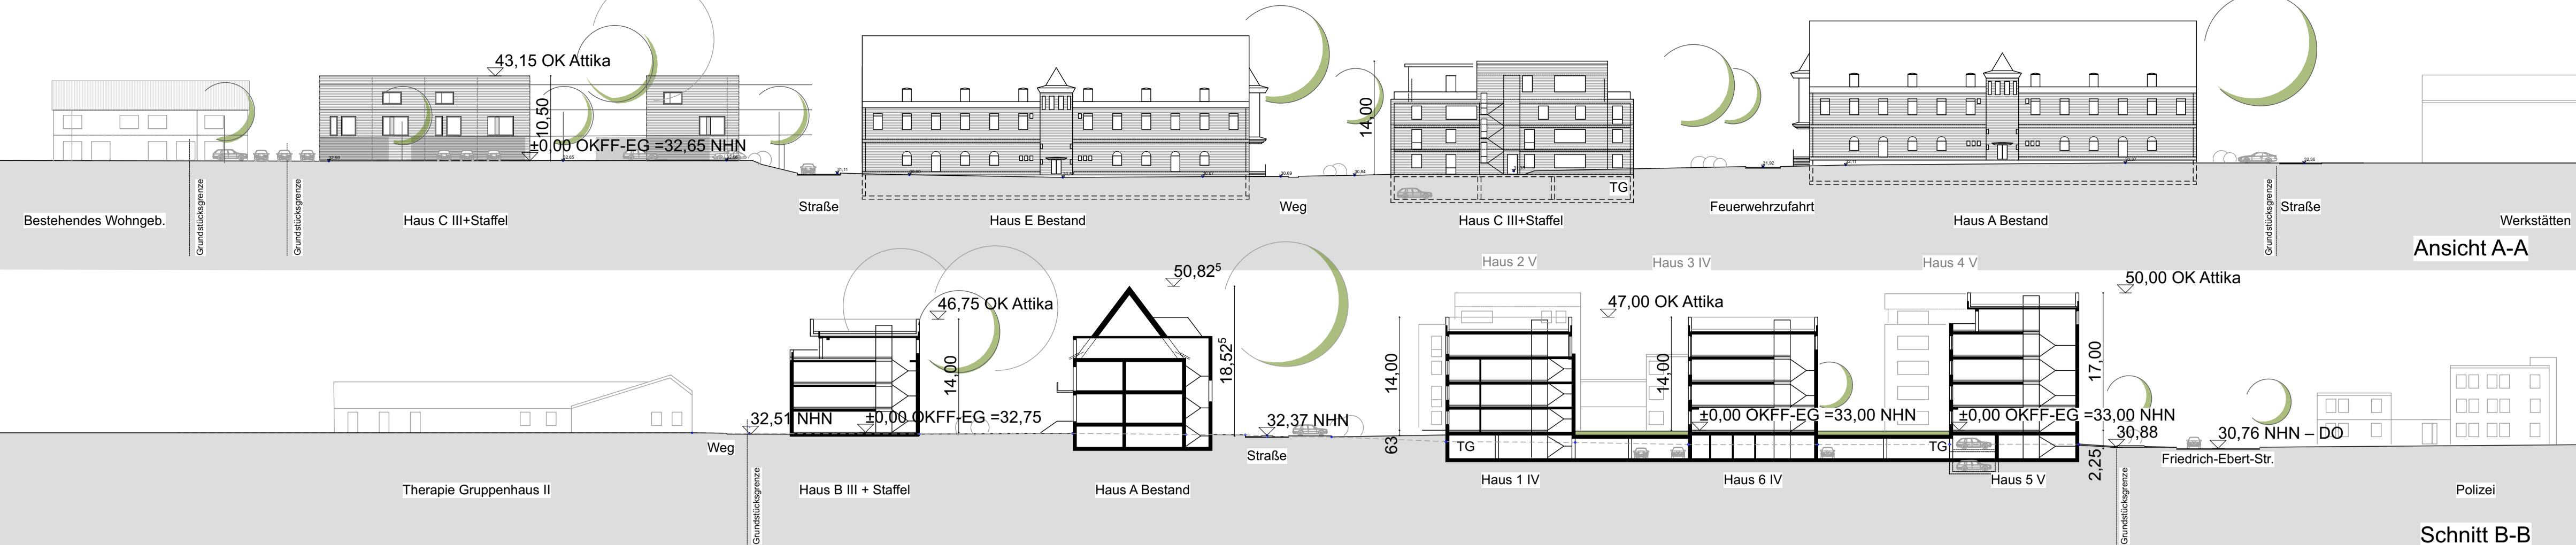 43,15 OK Attika
10,50
±0,00 OKFF-EG =32,65 NHN
14,00
TG
Bestehendes Wohngeb.
Grundstücksgrenze
Grundstücksgrenze
Haus C III+Staffel
Straße
Haus E Bestand
Weg
Haus C III+Staffel
Feuerwehrzufahrt
Haus A Bestand
Grundstücksgrenze
Straße
Werkstätten
Ansicht A-A
Haus 2 V
Haus 3 IV
Haus 4 V
46,75 OK Attika
14,00
50,82⁵
18,52⁵
47,00 OK Attika
14,00
14,00
50,00 OK Attika
17,00
32,51 NHN
±0,00 OKFF-EG =32,75
32,37 NHN
63
±0,00 OKFF-EG =33,00 NHN
±0,00 OKFF-EG =33,00 NHN
30,88
30,76 NHN – DO
2,25
Weg
Straße
TG
TG
Friedrich-Ebert-Str.
Grundstücksgrenze
Therapie Gruppenhaus II
Haus B III + Staffel
Haus A Bestand
Haus 1 IV
Haus 6 IV
Haus 5 V
Grundstücksgrenze
Polizei
Schnitt B-B